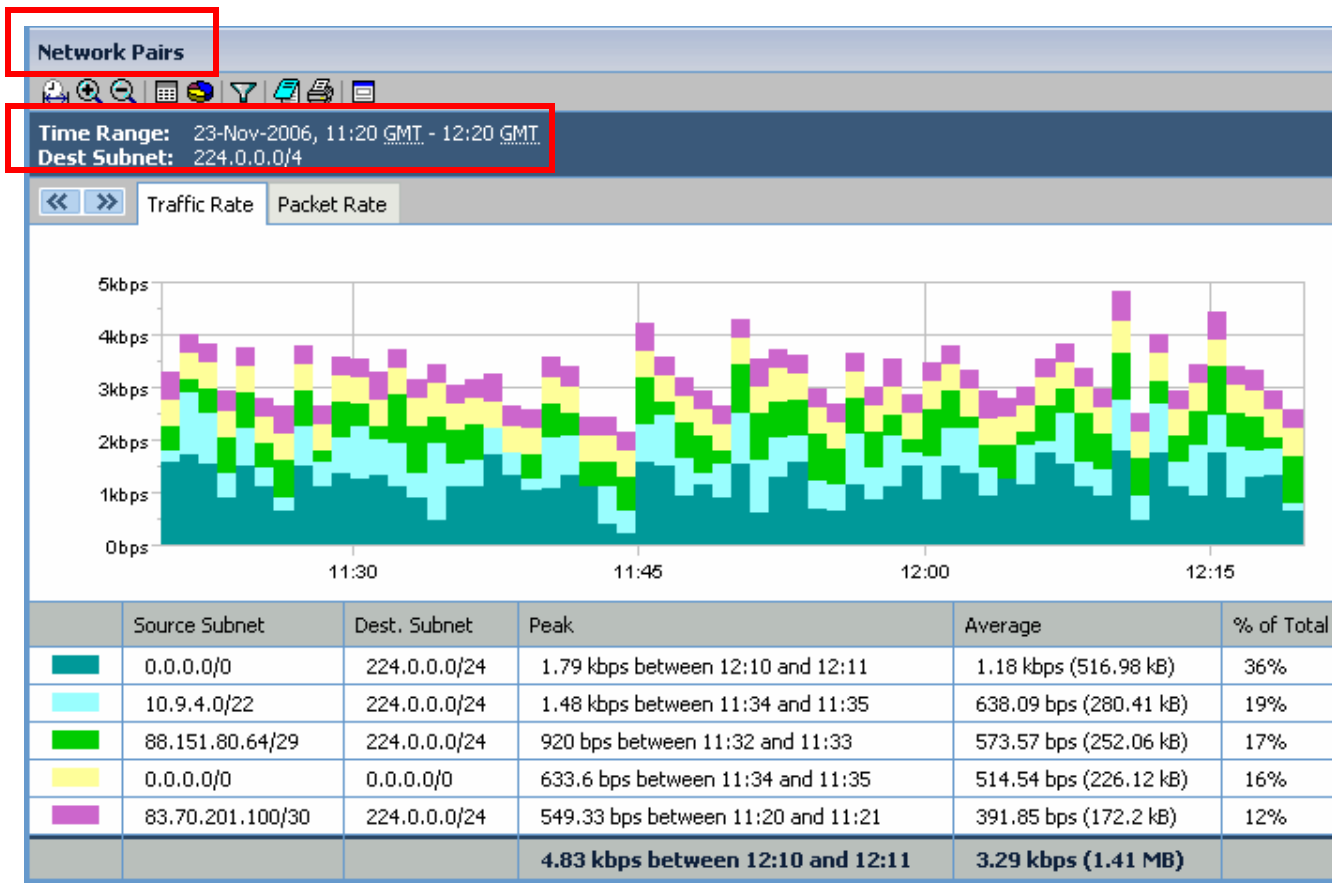 Network Pairs
Time Range: 23-Nov-2006, 11:20 GMT - 12:20 GMT
Dest Subnet: 224.0.0.0/4
Traffic Rate Packet Rate
5kbps
4kbps
3kbps
2kbps
1kbps
0bps
11:30 11:45 12:00 12:15
Source Subnet Dest. Subnet Peak Average % of Total
0.0.0.0/0 224.0.0.0/24 1.79 kbps between 12:10 and 12:11 1.18 kbps (516.98 kB) 36%
10.9.4.0/22 224.0.0.0/24 1.48 kbps between 11:34 and 11:35 638.09 bps (280.41 kB) 19%
88.151.80.64/29 224.0.0.0/24 920 bps between 11:32 and 11:33 573.57 bps (252.06 kB) 17%
0.0.0.0/0 0.0.0.0/0 633.6 bps between 11:34 and 11:35 514.54 bps (226.12 kB) 16%
83.70.201.100/30 224.0.0.0/24 549.33 bps between 11:20 and 11:21 391.85 bps (172.2 kB) 12%
4.83 kbps between 12:10 and 12:11 3.29 kbps (1.41 MB)